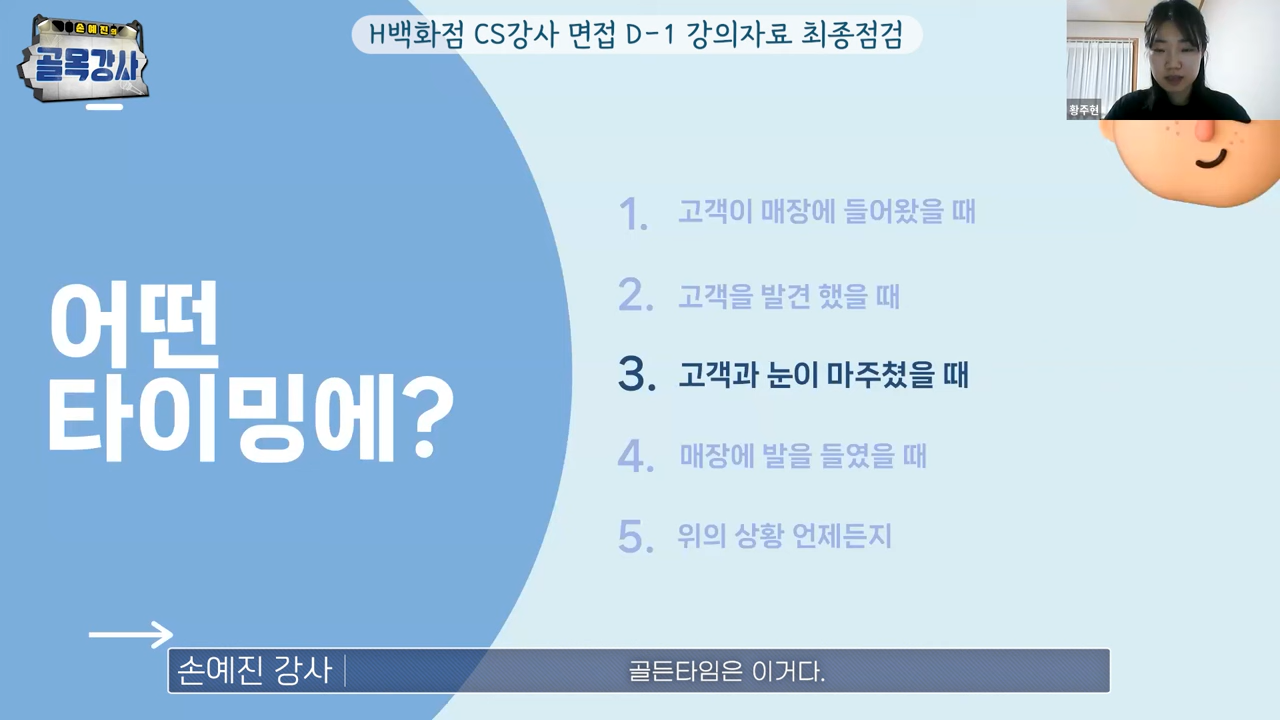 손예진의
골목강사
H백화점 CS강사 면접 D-1 강의자료 최종점검
황주현
어떤
타이밍에?
1. 고객이 매장에 들어왔을 때
2. 고객을 발견 했을 때
3. 고객과 눈이 마주쳤을 때
4. 매장에 발을 들였을 때
5. 위의 상황 언제든지
손예진 강사
골든타임은 이거다.